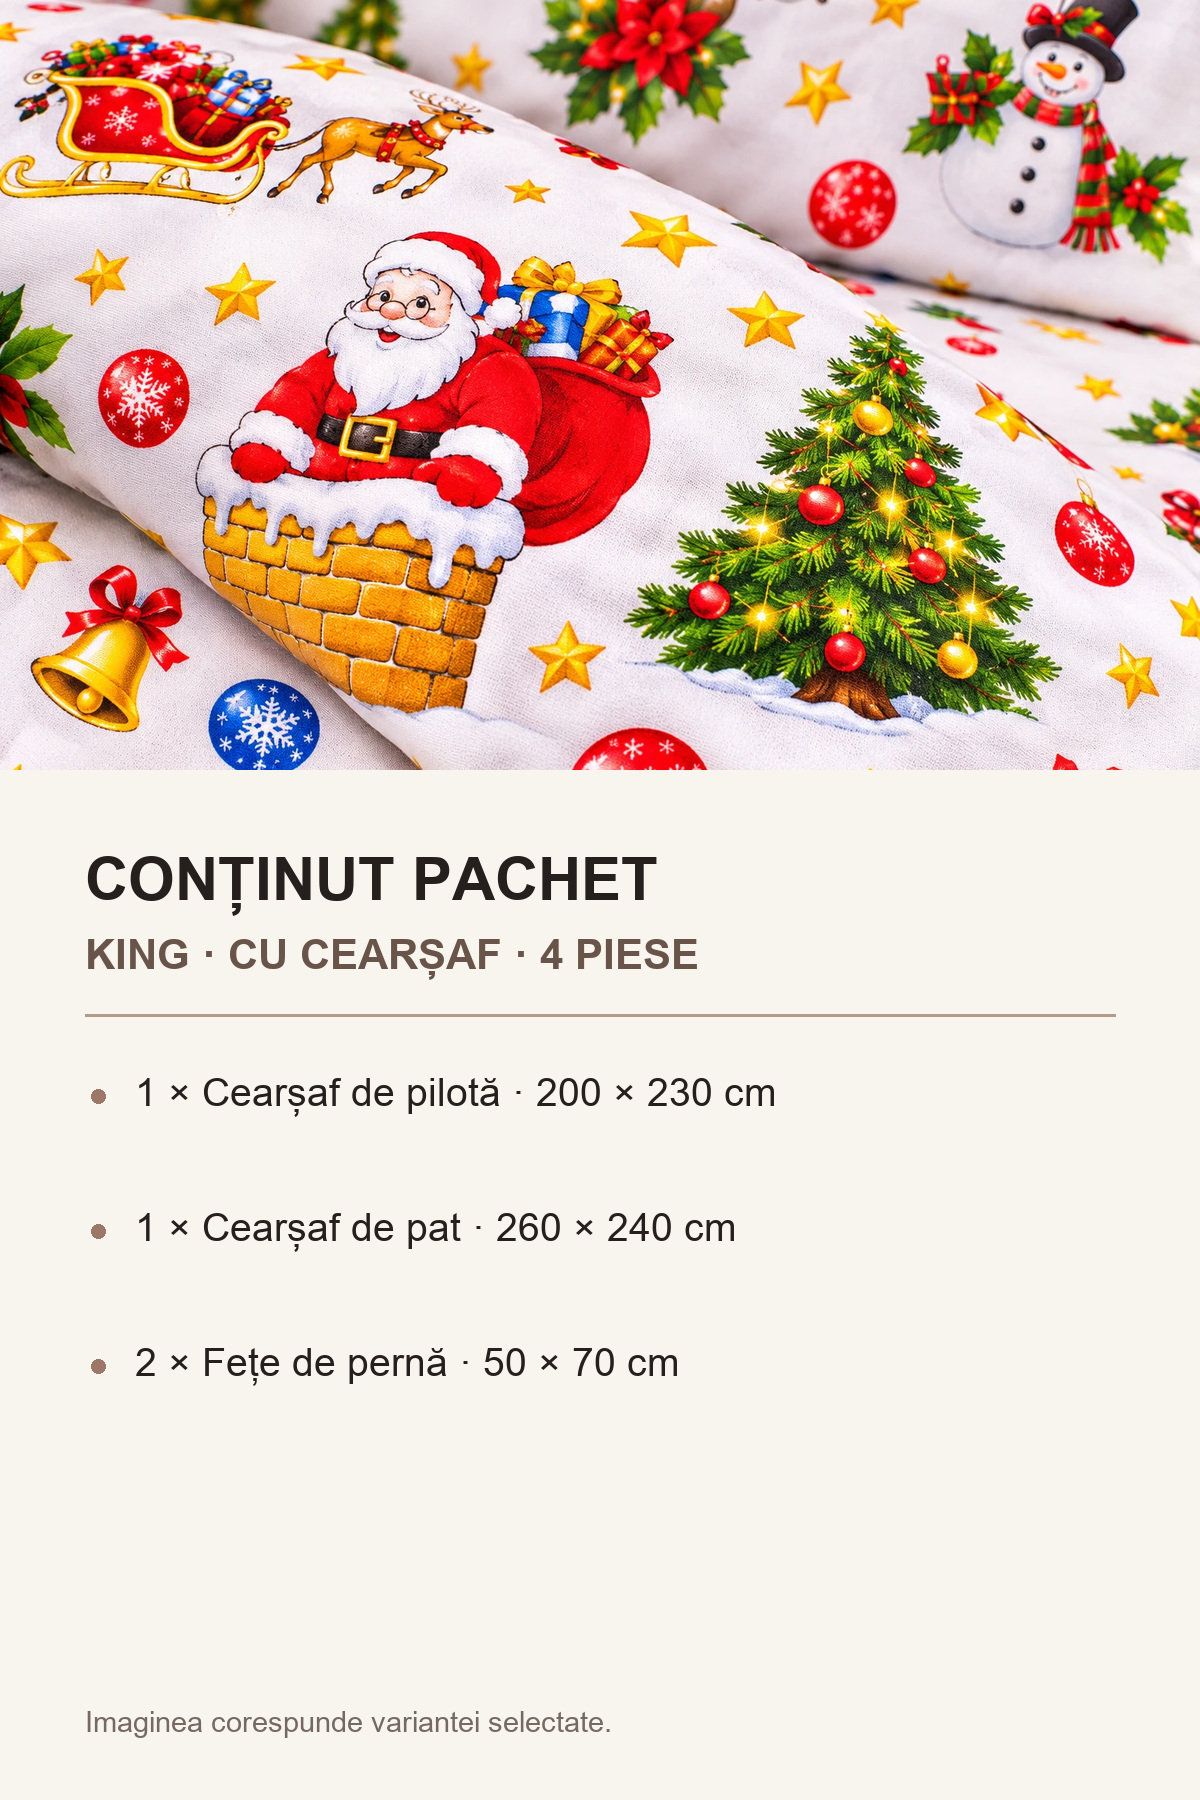 CONȚINUT PACHET
KING · CU CEARȘAF · 4 PIESE
1 × Cearșaf de pilotă · 200 × 230 cm
1 × Cearșaf de pat · 260 × 240 cm
2 × Fețe de pernă · 50 × 70 cm
Imaginea corespunde variantei selectate.